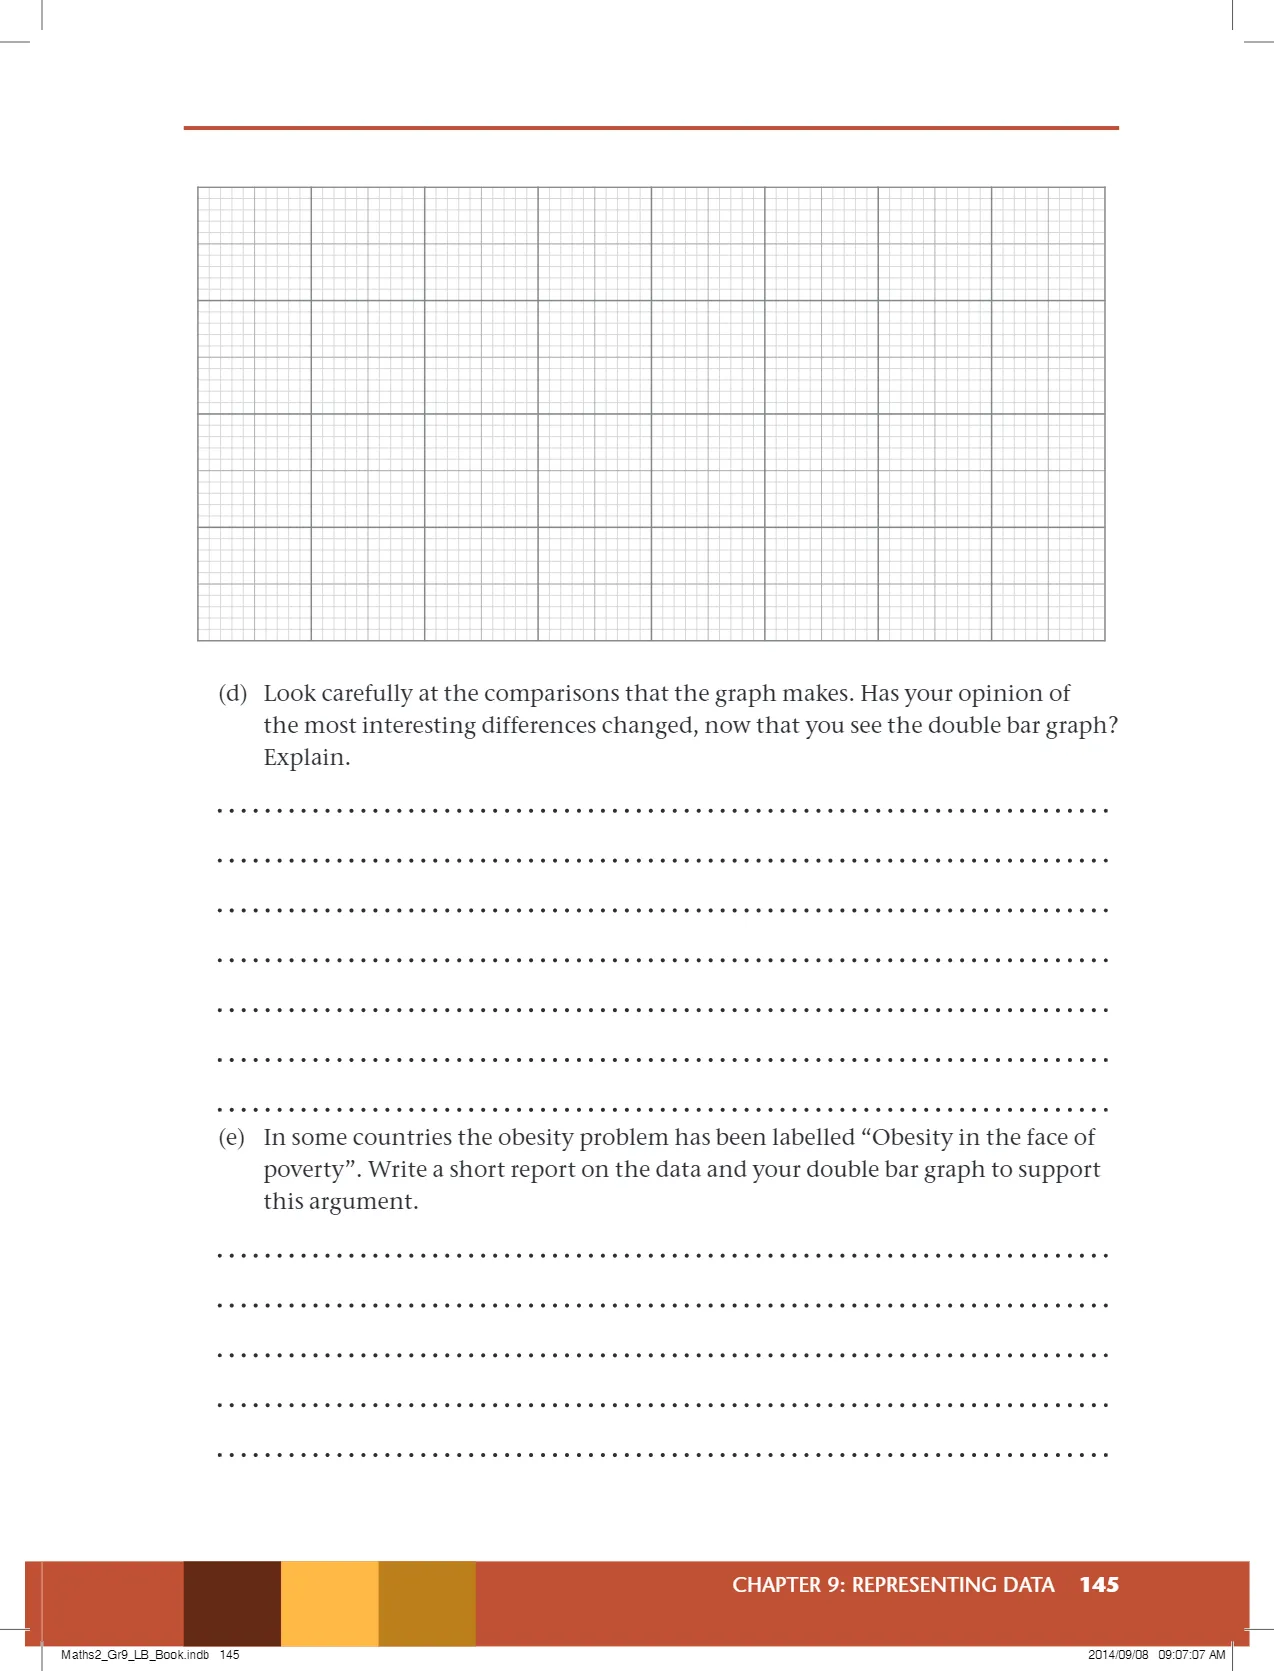 (d) Look carefully at the comparisons that the graph makes. Has your opinion of
the most interesting differences changed, now that you see the double bar graph?
Explain.
(e) In some countries the obesity problem has been labelled “Obesity in the face of
poverty”. Write a short report on the data and your double bar graph to support
this argument.
CHAPTER 9: REPRESENTING DATA 145
Maths2_Gr9_LB_Book.indb 145 2014/09/08 09:07:07 AM